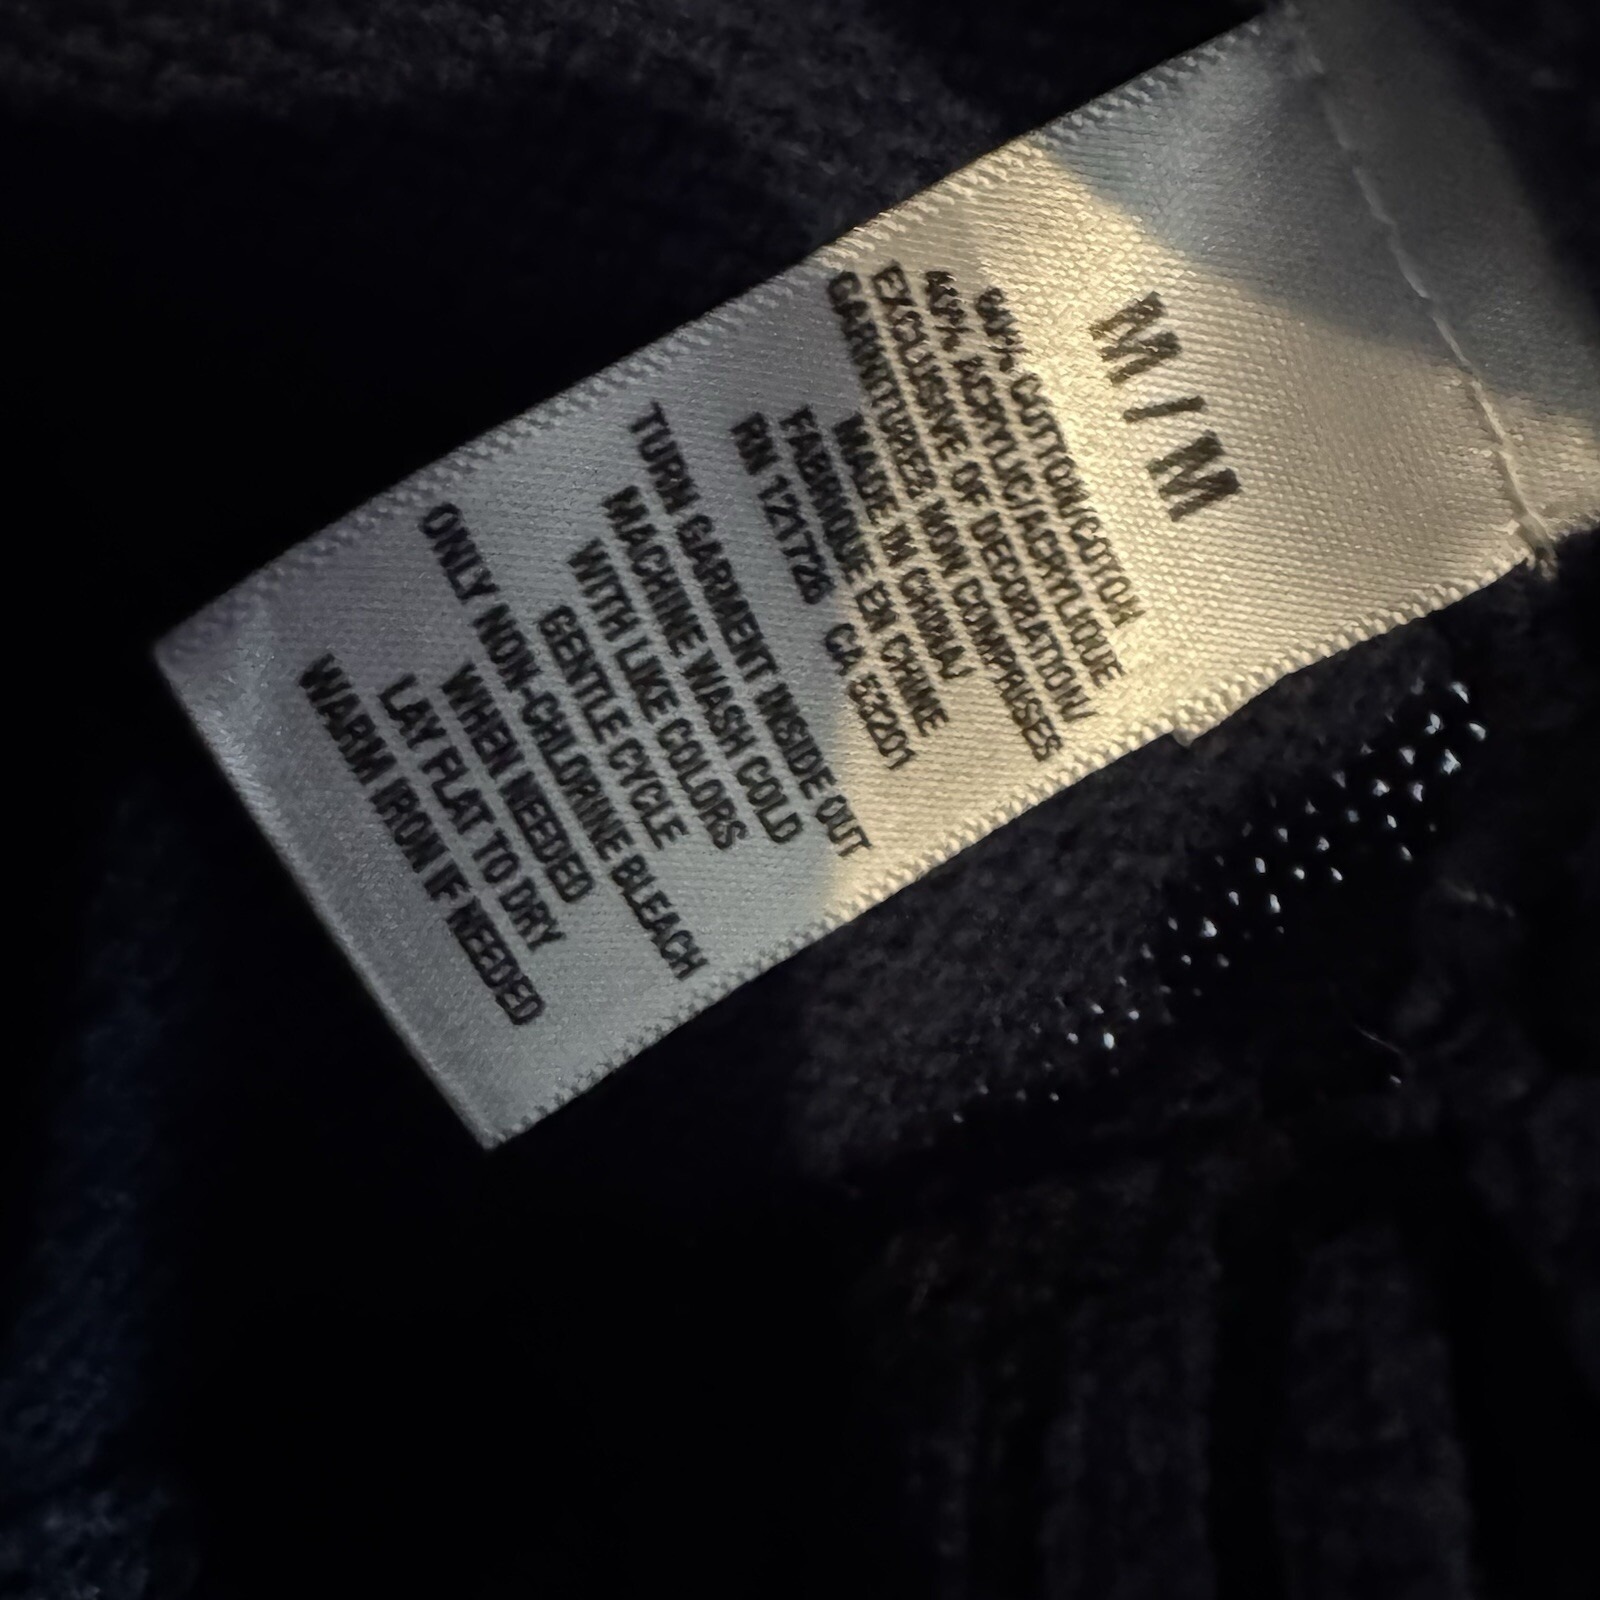 M / M
60% COTTON/COTON
40% ACRYLIC/ACRYLIQUE
EXCLUSIVE OF DECORATION/
GARNITURES NON COMPRISES
MADE IN CHINA/
FABRIQUE EN CHINE
RN 121726 CA 53201
TURN GARMENT INSIDE OUT
MACHINE WASH COLD
WITH LIKE COLORS
GENTLE CYCLE
ONLY NON-CHLORINE BLEACH
WHEN NEEDED
LAY FLAT TO DRY
WARM IRON IF NEEDED